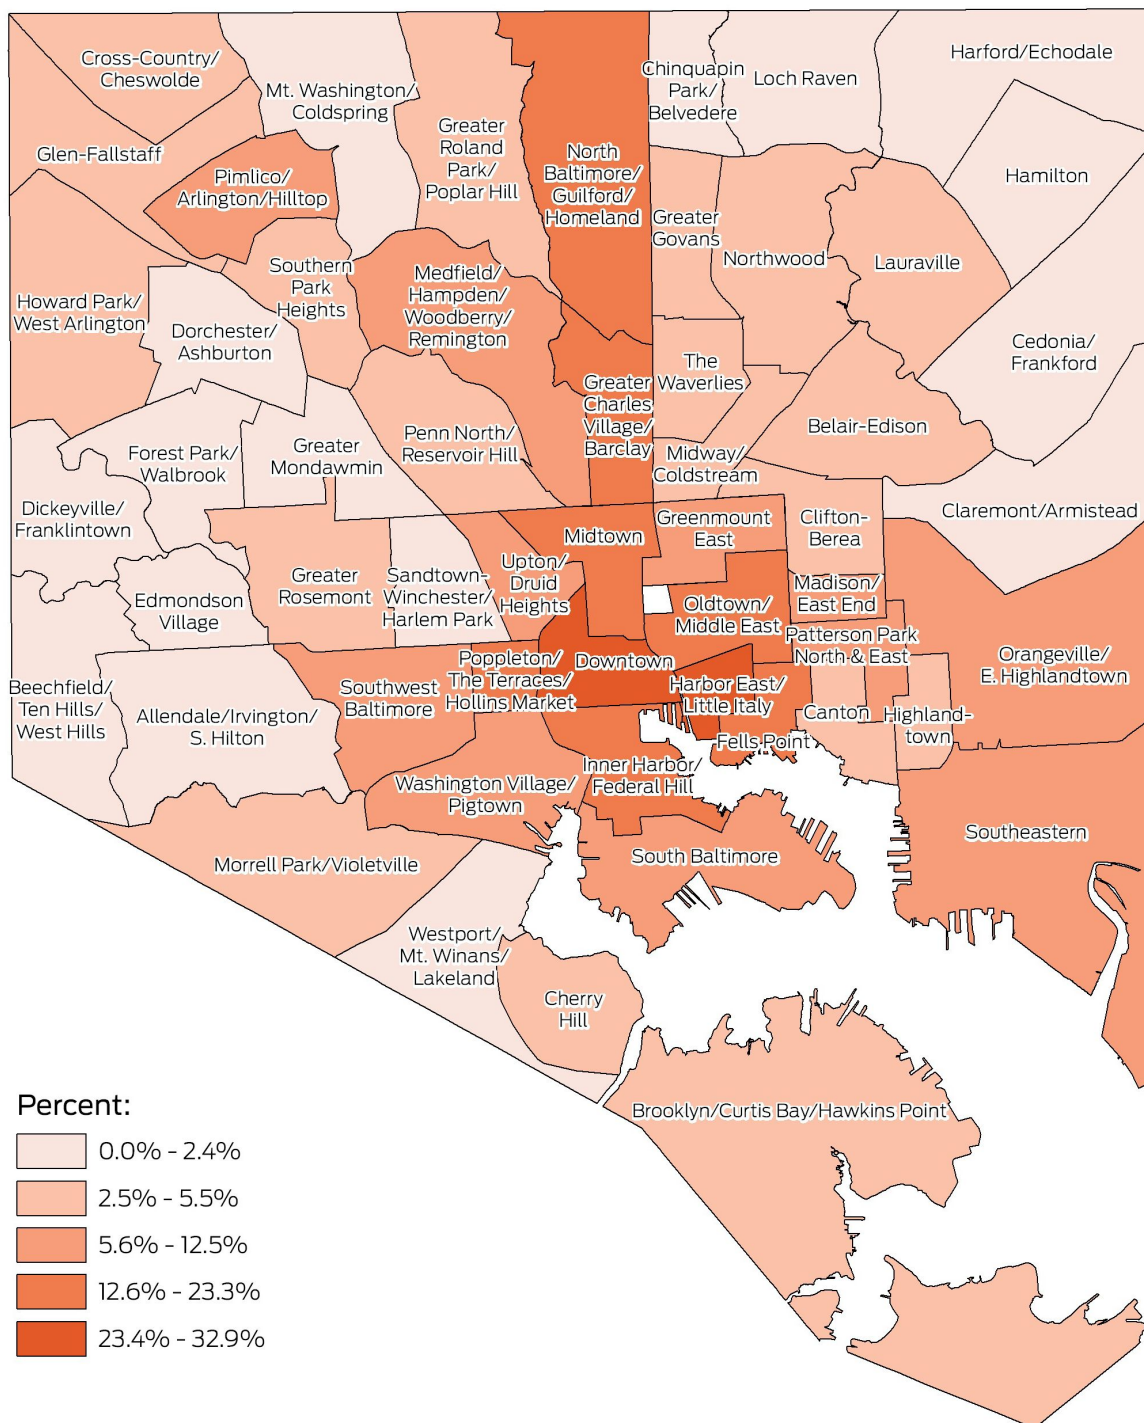 Cross-Country/
Cheswolde
Mt. Washington/
Coldspring
Greater
Roland
Park/
Poplar Hill
North
Baltimore/
Guilford/
Homeland
Chinquapin
Park/
Belvedere
Loch Raven
Harford/Echodale
Glen-Fallstaff
Pimlico/
Arlington/Hilltop
Hamilton
Greater
Govans
Northwood
Lauraville
Howard Park/
West Arlington
Southern
Park
Heights
Medfield/
Hampden/
Woodberry/
Remington
Dorchester/
Ashburton
Cedonia/
Frankford
The
Waverlies
Greater
Charles
Village/
Barclay
Belair-Edison
Forest Park/
Walbrook
Greater
Mondawmin
Penn North/
Reservoir Hill
Midway/
Coldstream
Dickeyville/
Franklintown
Claremont/Armistead
Midtown
Greenmount
East
Clifton-
Berea
Upton/
Druid
Heights
Greater
Rosemont
Sandtown-
Winchester/
Harlem Park
Edmondson
Village
Oldtown/
Middle East
Madison/
East End
Patterson Park
North & East
Orangeville/
E. Highlandtown
Beechfield/
Ten Hills/
West Hills
Allendale/Irvington/
S. Hilton
Southwest
Baltimore
Poppleton/
The Terraces/
Hollins Market
Downtown
Harbor East/
Little Italy
Canton
Highland-
town
Fells Point
Washington Village/
Pigtown
Inner Harbor/
Federal Hill
Southeastern
Morrell Park/Violetville
South Baltimore
Westport/
Mt. Winans/
Lakeland
Cherry
Hill
Brooklyn/Curtis Bay/Hawkins Point
Percent:
0.0% - 2.4%
2.5% - 5.5%
5.6% - 12.5%
12.6% - 23.3%
23.4% - 32.9%